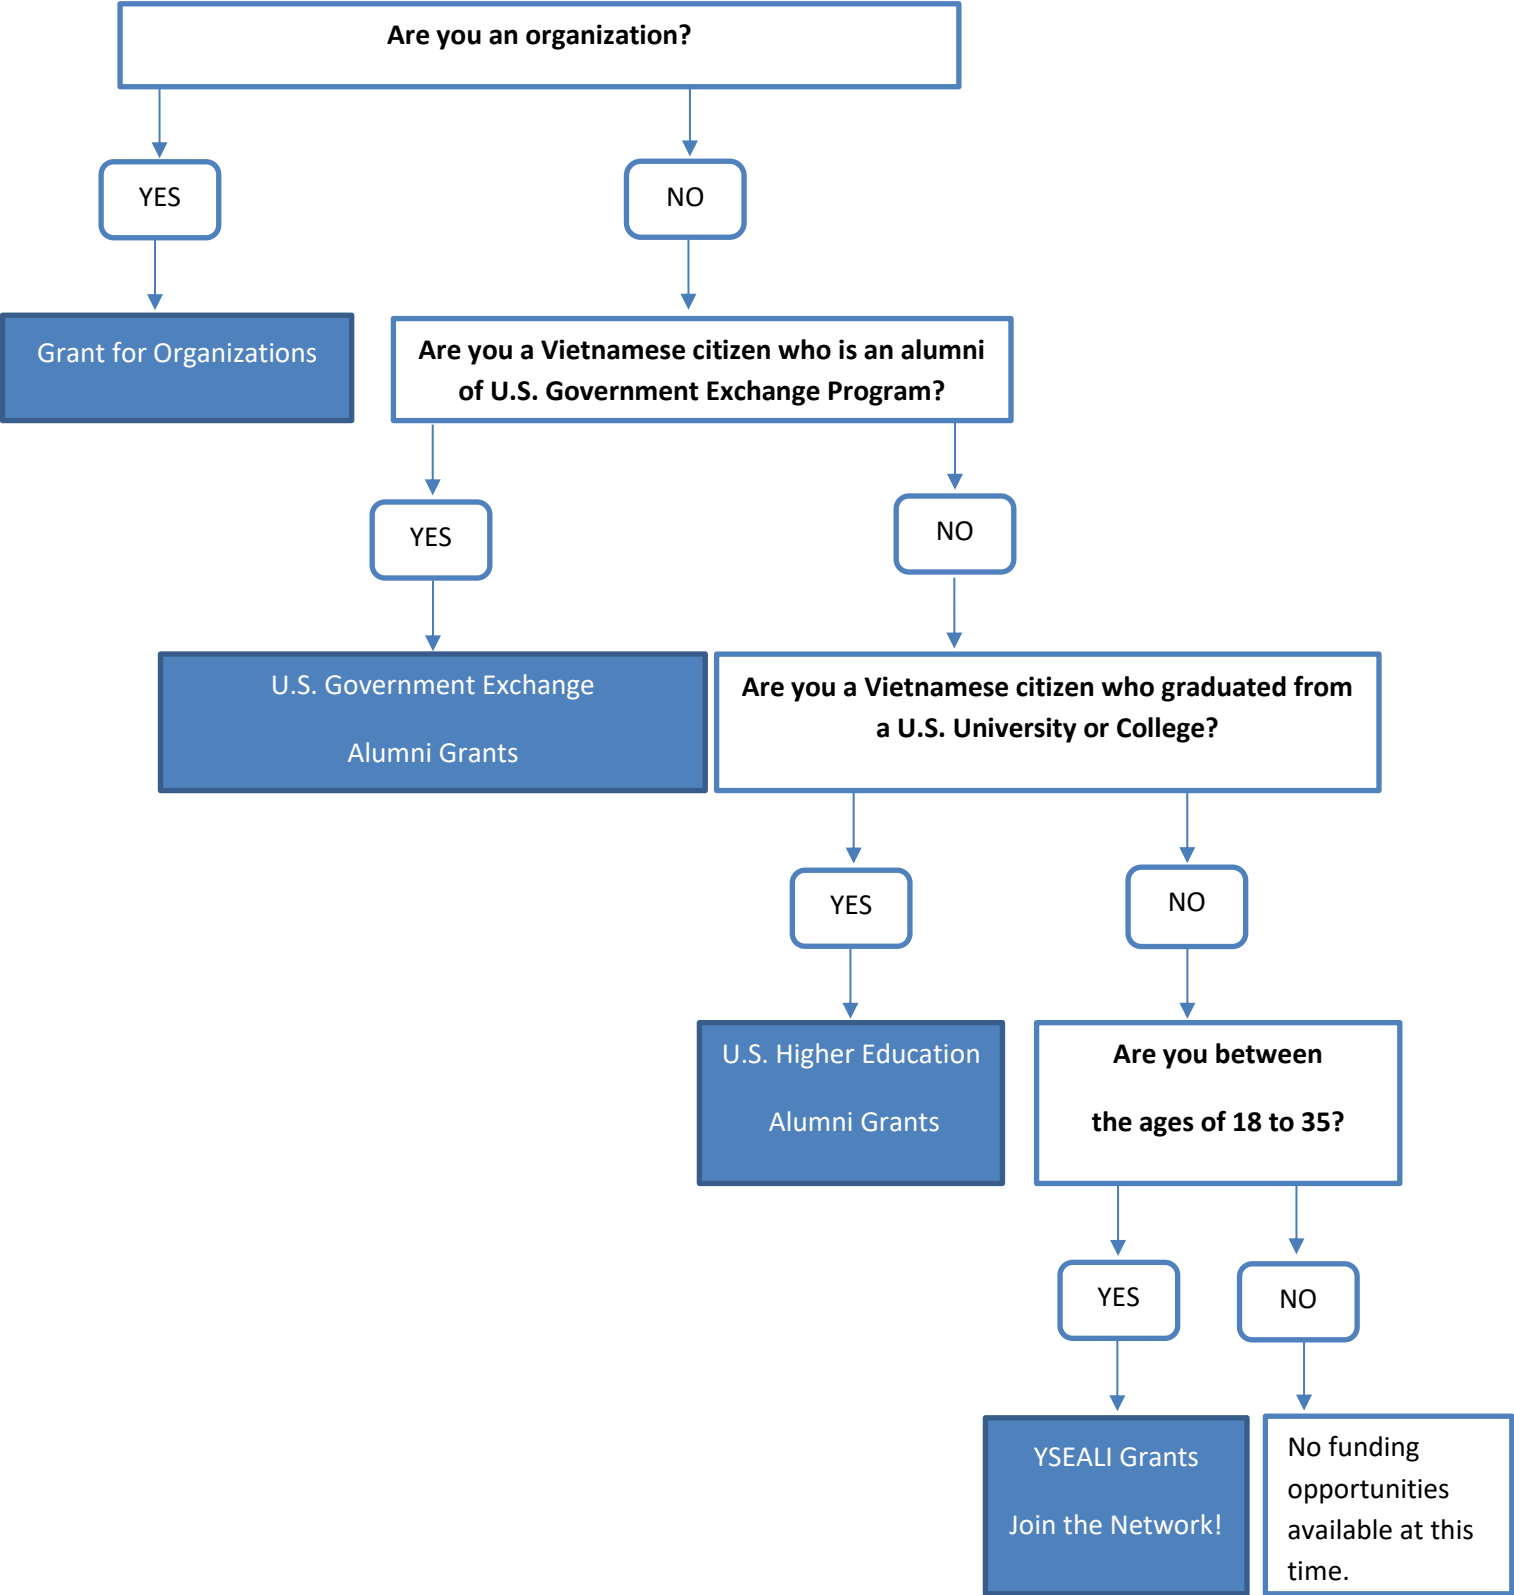 Are you an organization?
YES
NO
Grant for Organizations
Are you a Vietnamese citizen who is an alumni
of U.S. Government Exchange Program?
YES
NO
U.S. Government Exchange
Alumni Grants
Are you a Vietnamese citizen who graduated from
a U.S. University or College?
YES
NO
U.S. Higher Education
Alumni Grants
Are you between
the ages of 18 to 35?
YES
NO
YSEALI Grants
Join the Network!
No funding
opportunities
available at this
time.